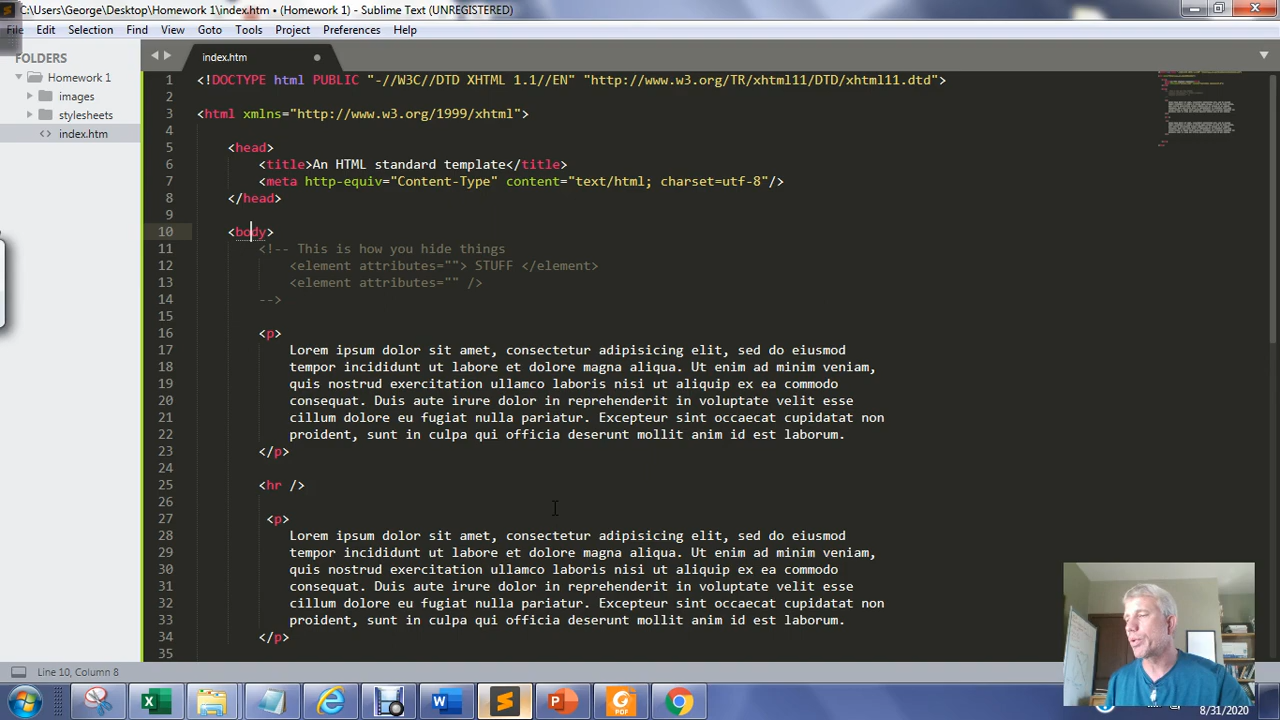 C:\Users\George\Desktop\Homework 1\index.htm • (Homework 1) - Sublime Text (UNREGISTERED)
File Edit Selection Find View Goto Tools Project Preferences Help
FOLDERS
Homework 1
images
stylesheets
<> index.htm
index.htm
1 <!DOCTYPE html PUBLIC "-//W3C//DTD XHTML 1.1//EN" "http://www.w3.org/TR/xhtml11/DTD/xhtml11.dtd">
2
3 <html xmlns="http://www.w3.org/1999/xhtml">
4
5 <head>
6 <title>An HTML standard template</title>
7 <meta http-equiv="Content-Type" content="text/html; charset=utf-8"/>
8 </head>
9
10 <body>
11 <!-- This is how you hide things
12 <element attributes=""> STUFF </element>
13 <element attributes="" />
14 -->
15
16 <p>
17 Lorem ipsum dolor sit amet, consectetur adipisicing elit, sed do eiusmod
18 tempor incididunt ut labore et dolore magna aliqua. Ut enim ad minim veniam,
19 quis nostrud exercitation ullamco laboris nisi ut aliquip ex ea commodo
20 consequat. Duis aute irure dolor in reprehenderit in voluptate velit esse
21 cillum dolore eu fugiat nulla pariatur. Excepteur sint occaecat cupidatat non
22 proident, sunt in culpa qui officia deserunt mollit anim id est laborum.
23 </p>
24
25 <hr />
26
27 <p>
28 Lorem ipsum dolor sit amet, consectetur adipisicing elit, sed do eiusmod
29 tempor incididunt ut labore et dolore magna aliqua. Ut enim ad minim veniam,
30 quis nostrud exercitation ullamco laboris nisi ut aliquip ex ea commodo
31 consequat. Duis aute irure dolor in reprehenderit in voluptate velit esse
32 cillum dolore eu fugiat nulla pariatur. Excepteur sint occaecat cupidatat non
33 proident, sunt in culpa qui officia deserunt mollit anim id est laborum.
34 </p>
35
Line 10, Column 8
PDF
8/31/2020